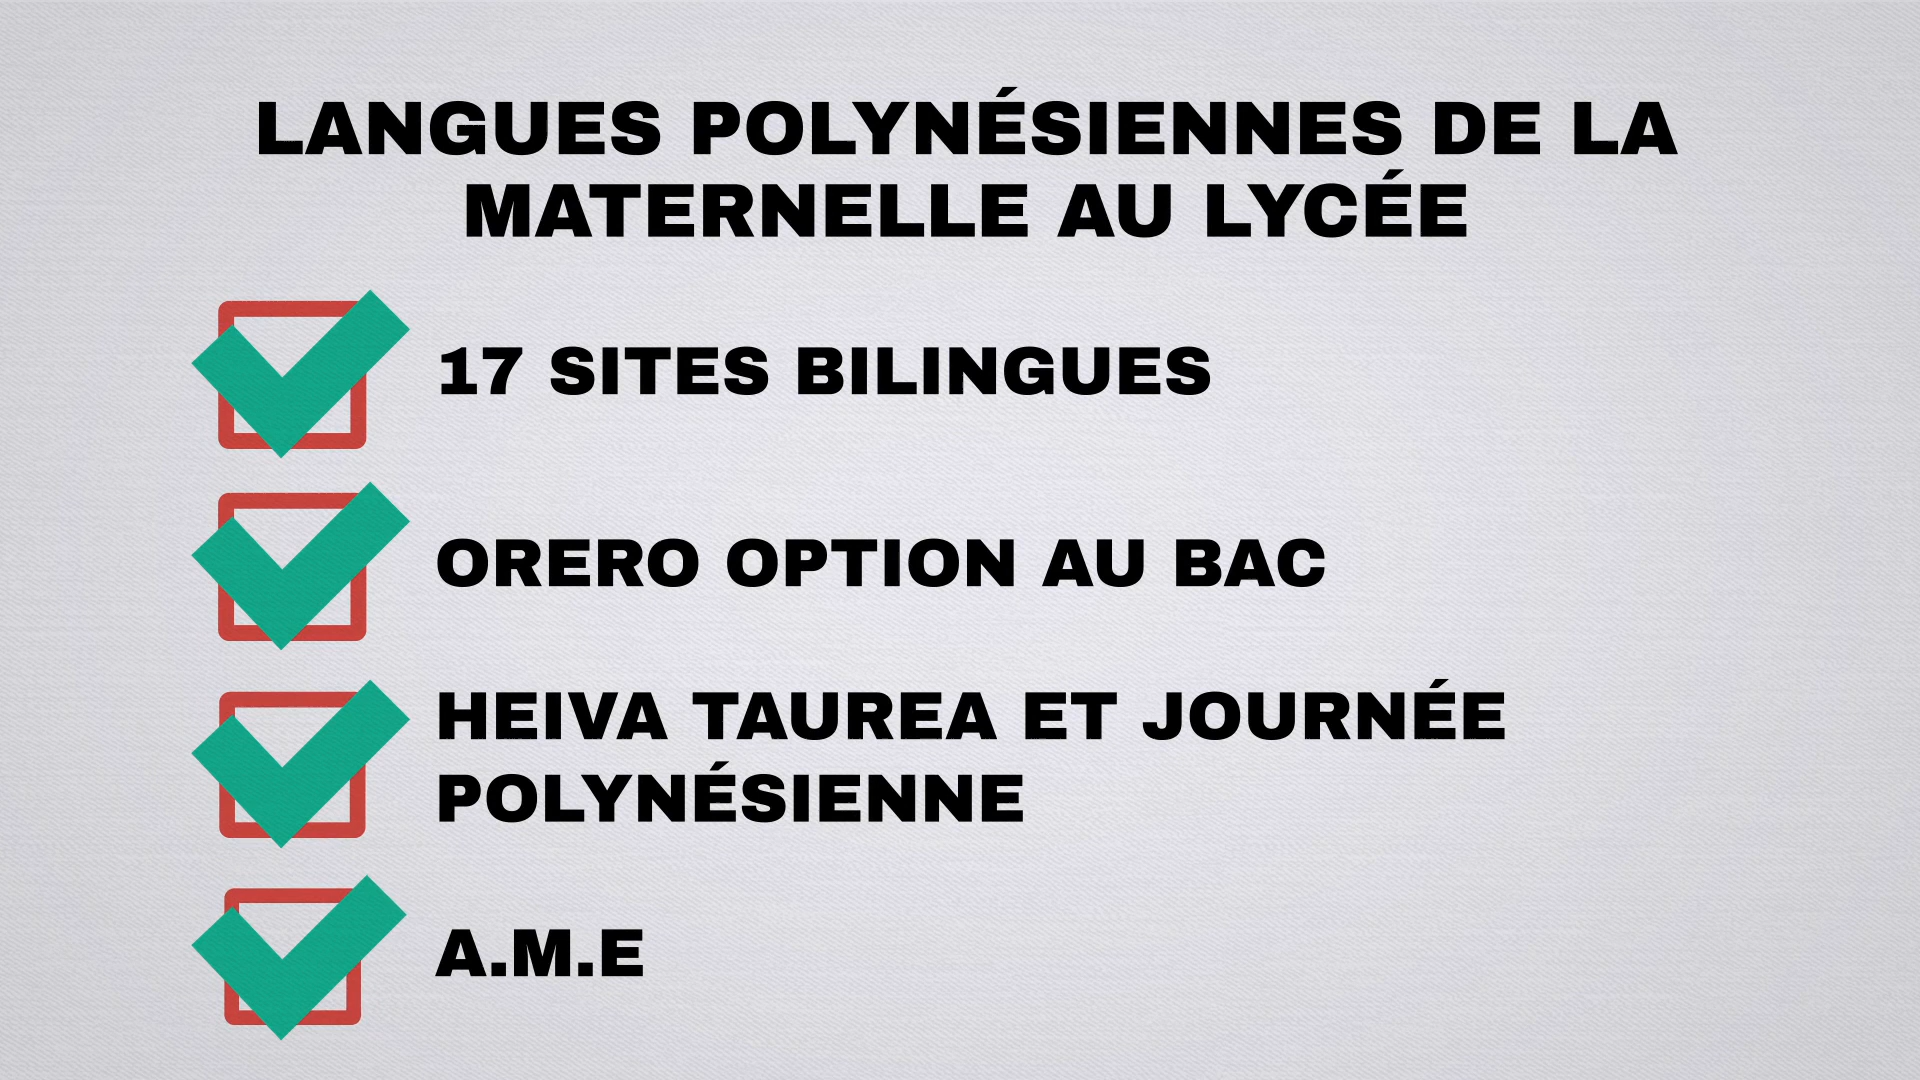 LANGUES POLYNÉSIENNES DE LA
MATERNELLE AU LYCÉE
17 SITES BILINGUES
ORERO OPTION AU BAC
HEIVA TAUREA ET JOURNÉE
POLYNÉSIENNE
A.M.E